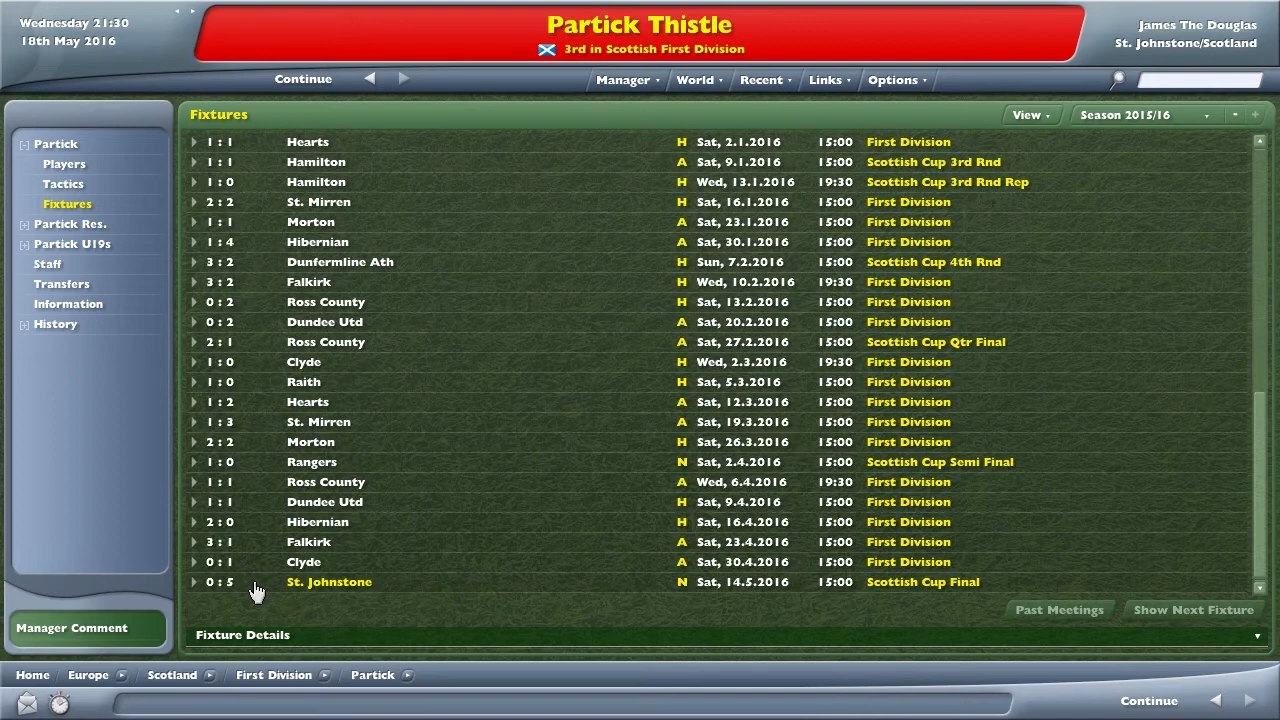 Wednesday 21:30
18th May 2016
Partick Thistle
3rd in Scottish First Division
James The Douglas
St. Johnstone/Scotland
Continue
Manager World Recent Links Options
Fixtures
View
Season 2015/16
Partick
Players
Tactics
Fixtures
Partick Res.
Partick U19s
Staff
Transfers
Information
History
Manager Comment
1 : 1 Hearts H Sat, 2.1.2016 15:00 First Division
1 : 1 Hamilton A Sat, 9.1.2016 15:00 Scottish Cup 3rd Rnd
1 : 0 Hamilton H Wed, 13.1.2016 19:30 Scottish Cup 3rd Rnd Rep
2 : 2 St. Mirren H Sat, 16.1.2016 15:00 First Division
1 : 1 Morton A Sat, 23.1.2016 15:00 First Division
1 : 4 Hibernian A Sat, 30.1.2016 15:00 First Division
3 : 2 Dunfermline Ath H Sun, 7.2.2016 15:00 Scottish Cup 4th Rnd
3 : 2 Falkirk H Wed, 10.2.2016 19:30 First Division
0 : 2 Ross County H Sat, 13.2.2016 15:00 First Division
0 : 2 Dundee Utd A Sat, 20.2.2016 15:00 First Division
2 : 1 Ross County A Sat, 27.2.2016 15:00 Scottish Cup Qtr Final
1 : 0 Clyde H Wed, 2.3.2016 19:30 First Division
1 : 0 Raith H Sat, 5.3.2016 15:00 First Division
1 : 2 Hearts A Sat, 12.3.2016 15:00 First Division
1 : 3 St. Mirren A Sat, 19.3.2016 15:00 First Division
2 : 2 Morton H Sat, 26.3.2016 15:00 First Division
1 : 0 Rangers N Sat, 2.4.2016 15:00 Scottish Cup Semi Final
1 : 1 Ross County A Wed, 6.4.2016 19:30 First Division
1 : 1 Dundee Utd H Sat, 9.4.2016 15:00 First Division
2 : 0 Hibernian H Sat, 16.4.2016 15:00 First Division
3 : 1 Falkirk A Sat, 23.4.2016 15:00 First Division
0 : 1 Clyde A Sat, 30.4.2016 15:00 First Division
0 : 5 St. Johnstone N Sat, 14.5.2016 15:00 Scottish Cup Final
Past Meetings
Show Next Fixture
Fixture Details
Home Europe Scotland First Division Partick
Continue